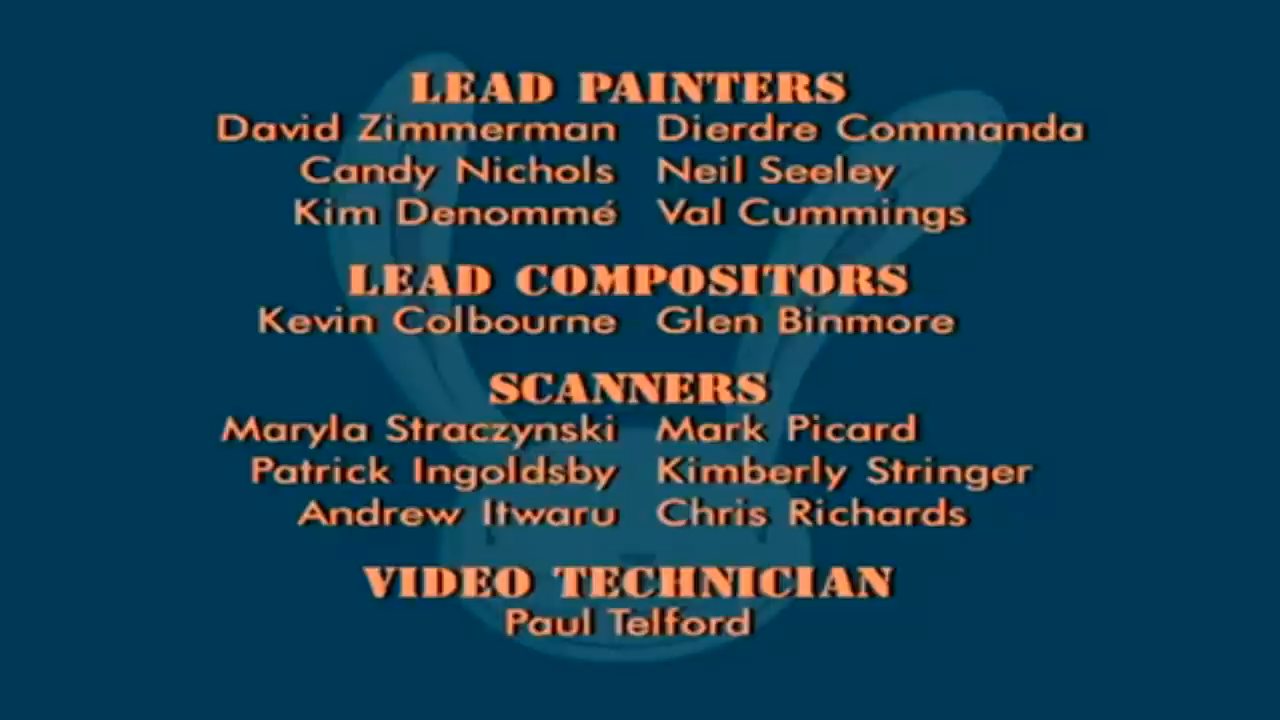 LEAD PAINTERS
David Zimmerman Dierdre Commanda
Candy Nichols Neil Seeley
Kim Denommé Val Cummings
LEAD COMPOSITORS
Kevin Colbourne Glen Binmore
SCANNERS
Maryla Straczynski Mark Picard
Patrick Ingoldsby Kimberly Stringer
Andrew Itwaru Chris Richards
VIDEO TECHNICIAN
Paul Telford